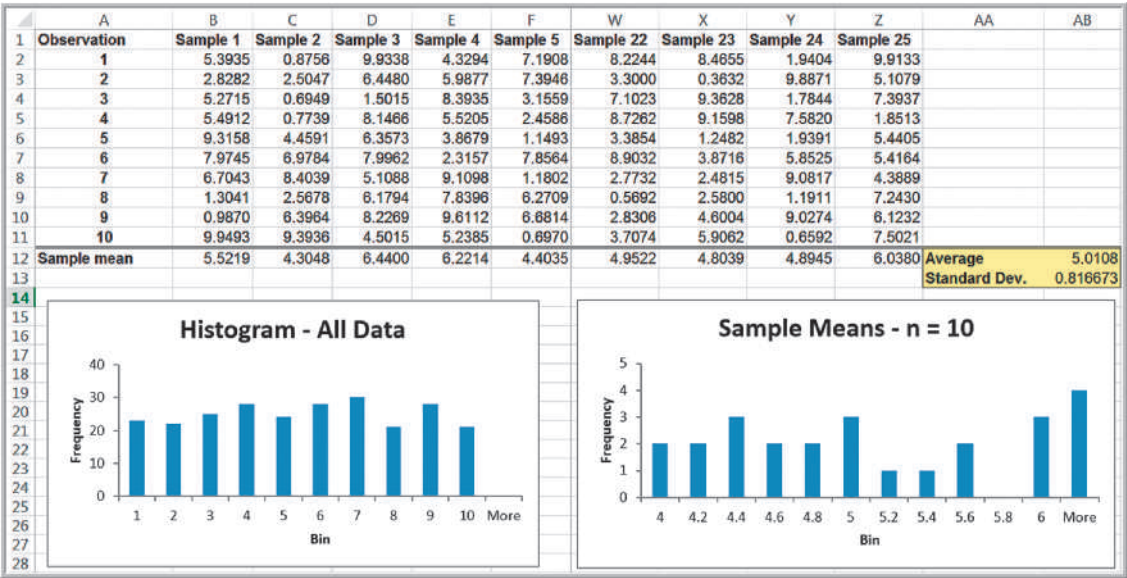 A B C D E F W X Y Z AA AB
1 Observation Sample 1 Sample 2 Sample 3 Sample 4 Sample 5 Sample 22 Sample 23 Sample 24 Sample 25
2 1 5.3935 0.8756 9.9338 4.3294 7.1908 8.2244 8.4655 1.9404 9.9133
3 2 2.8282 2.5047 6.4480 5.9877 7.3946 3.3000 0.3632 9.8871 5.1079
4 3 5.2715 0.6949 1.5015 8.3935 3.1559 7.1023 9.3628 1.7844 7.3937
5 4 5.4912 0.7739 8.1466 5.5205 2.4586 8.7262 9.1598 7.5820 1.8513
6 5 9.3158 4.4591 6.3573 3.8679 1.1493 3.3854 1.2482 1.9391 5.4405
7 6 7.9745 6.9784 7.9962 2.3157 7.8564 8.9032 3.8716 5.8525 5.4164
8 7 6.7043 8.4039 5.1088 9.1098 1.1802 2.7732 2.4815 9.0817 4.3889
9 8 1.3041 2.5678 6.1794 7.8396 6.2709 0.5692 2.5800 1.1911 7.2430
10 9 0.9870 6.3964 8.2269 9.6112 6.6814 2.8306 4.6004 9.0274 6.1232
11 10 9.9493 9.3936 4.5015 5.2385 0.6970 3.7074 5.9062 0.6592 7.5021
12 Sample mean 5.5219 4.3048 6.4400 6.2214 4.4035 4.9522 4.8039 4.8945 6.0380 Average 5.0108
13 Standard Dev. 0.816673
14
15
16
17
18
19
20
21
22
23
24
25
26
27
28
Histogram - All Data
40
30
20
10
0
Frequency
1 2 3 4 5 6 7 8 9 10 More
Bin
Sample Means - n = 10
5
4
3
2
1
0
Frequency
4 4.2 4.4 4.6 4.8 5 5.2 5.4 5.6 5.8 6 More
Bin